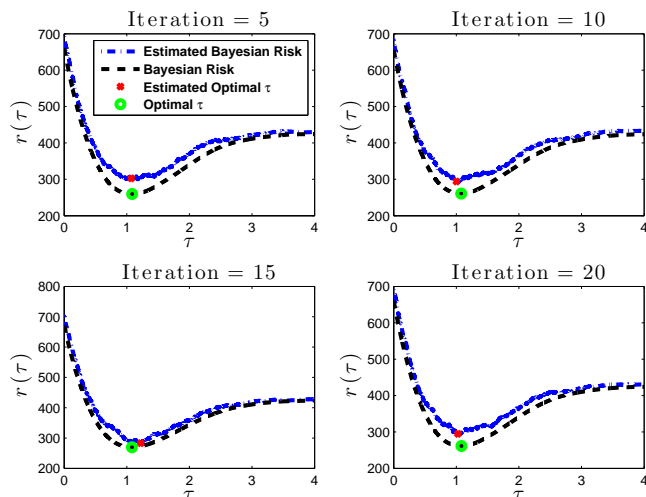 Iteration = 5
700
600
500
400
300
200
r(τ)
Estimated Bayesian Risk
Bayesian Risk
Estimated Optimal τ
Optimal τ
0 1 2 3 4
τ
Iteration = 10
700
600
500
400
300
200
r(τ)
0 1 2 3 4
τ
Iteration = 15
800
700
600
500
400
300
200
r(τ)
0 1 2 3 4
τ
Iteration = 20
700
600
500
400
300
200
r(τ)
0 1 2 3 4
τ